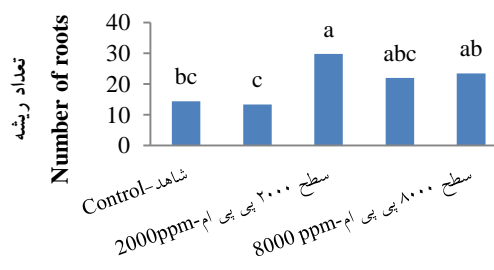 تعداد ریشه
Number of roots
40
30
20
10
0
bc
c
a
abc
ab
Control-شاهد
2000ppm-سطح ۲۰۰۰ پی پی ام
8000 ppm-سطح ۸۰۰۰ پی پی ام